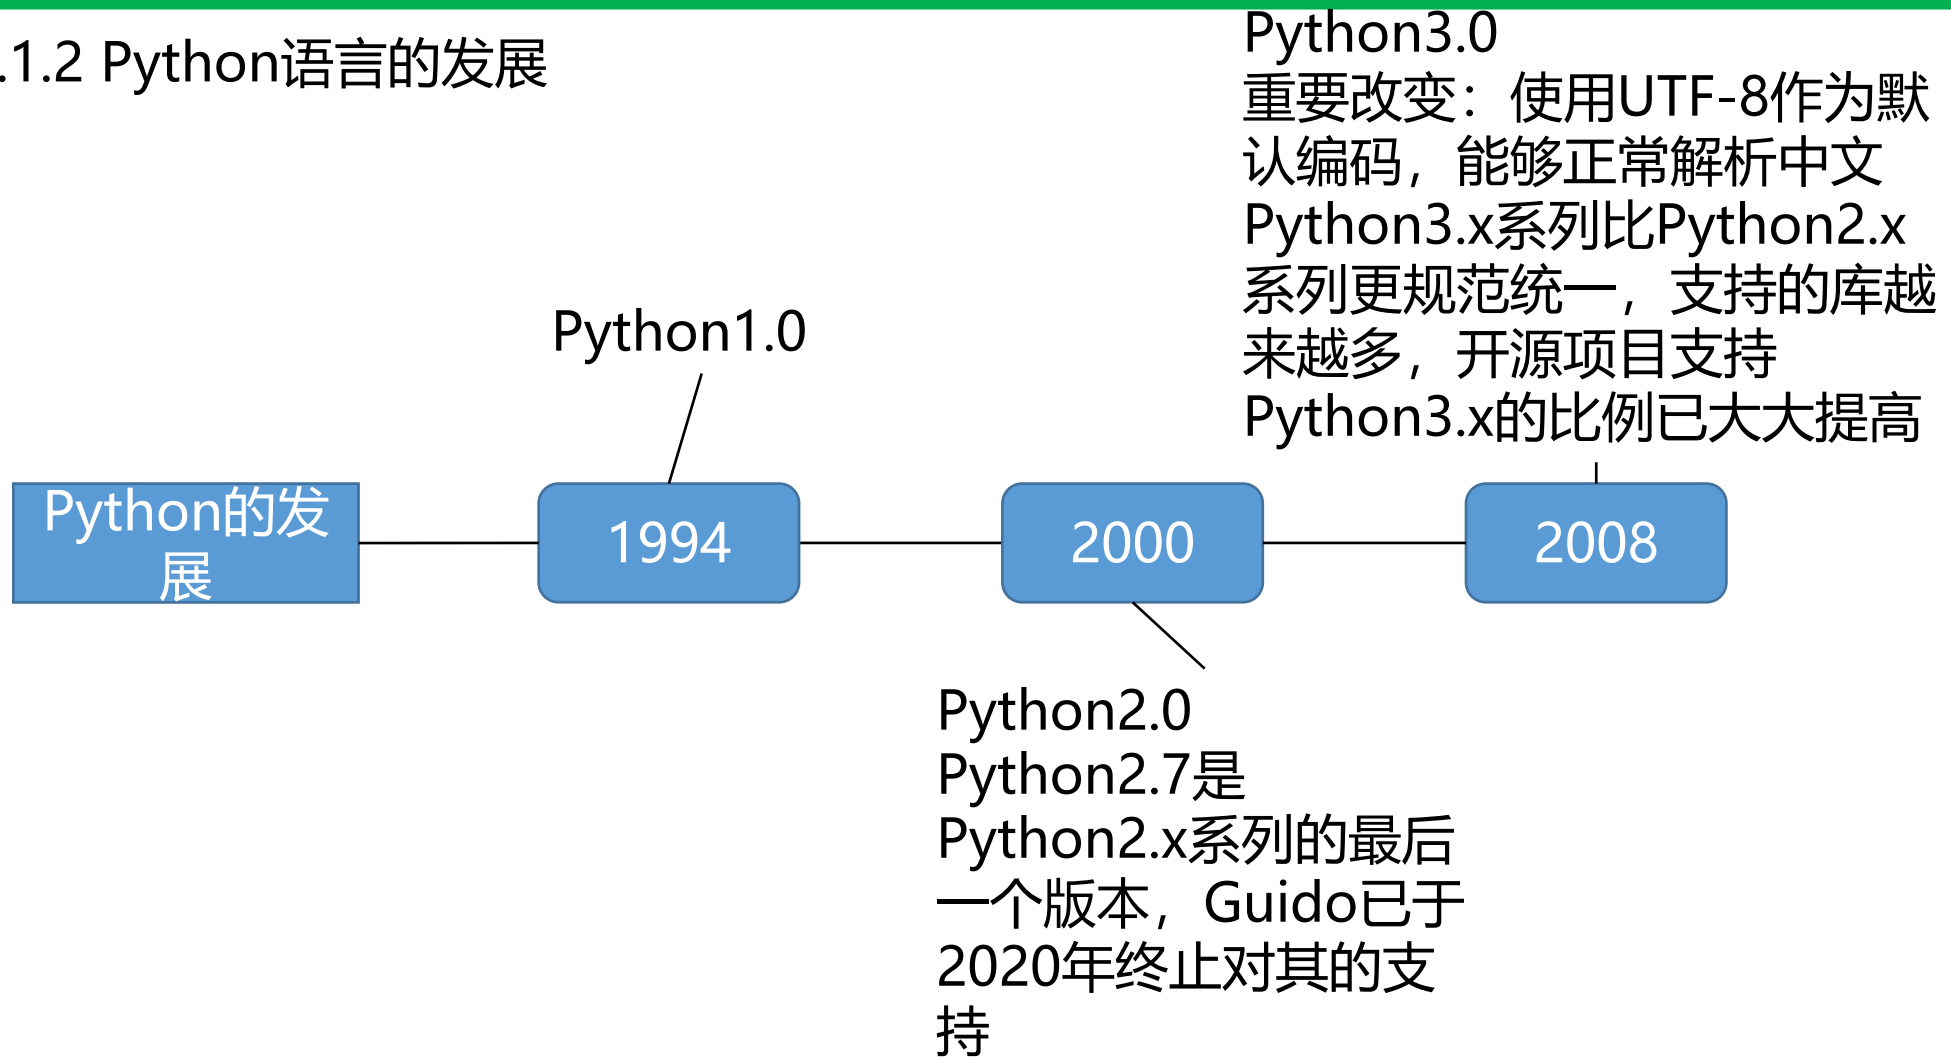 .1.2 Python语言的发展
Python3.0
重要改变：使用UTF-8作为默
认编码，能够正常解析中文
Python3.x系列比Python2.x
系列更规范统一，支持的库越
来越多，开源项目支持
Python3.x的比例已大大提高
Python1.0
Python的发
展
1994
2000
2008
Python2.0
Python2.7是
Python2.x系列的最后
一个版本，Guido已于
2020年终止对其的支
持